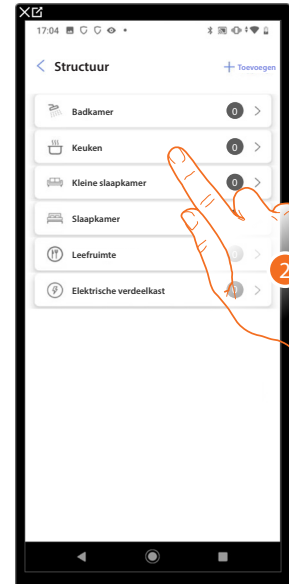 17:04
Structuur
+ Toevoegen
Badkamer 0
Keuken 0
Kleine slaapkamer 0
Slaapkamer
Leefruimte
Elektrische verdeelkast
2